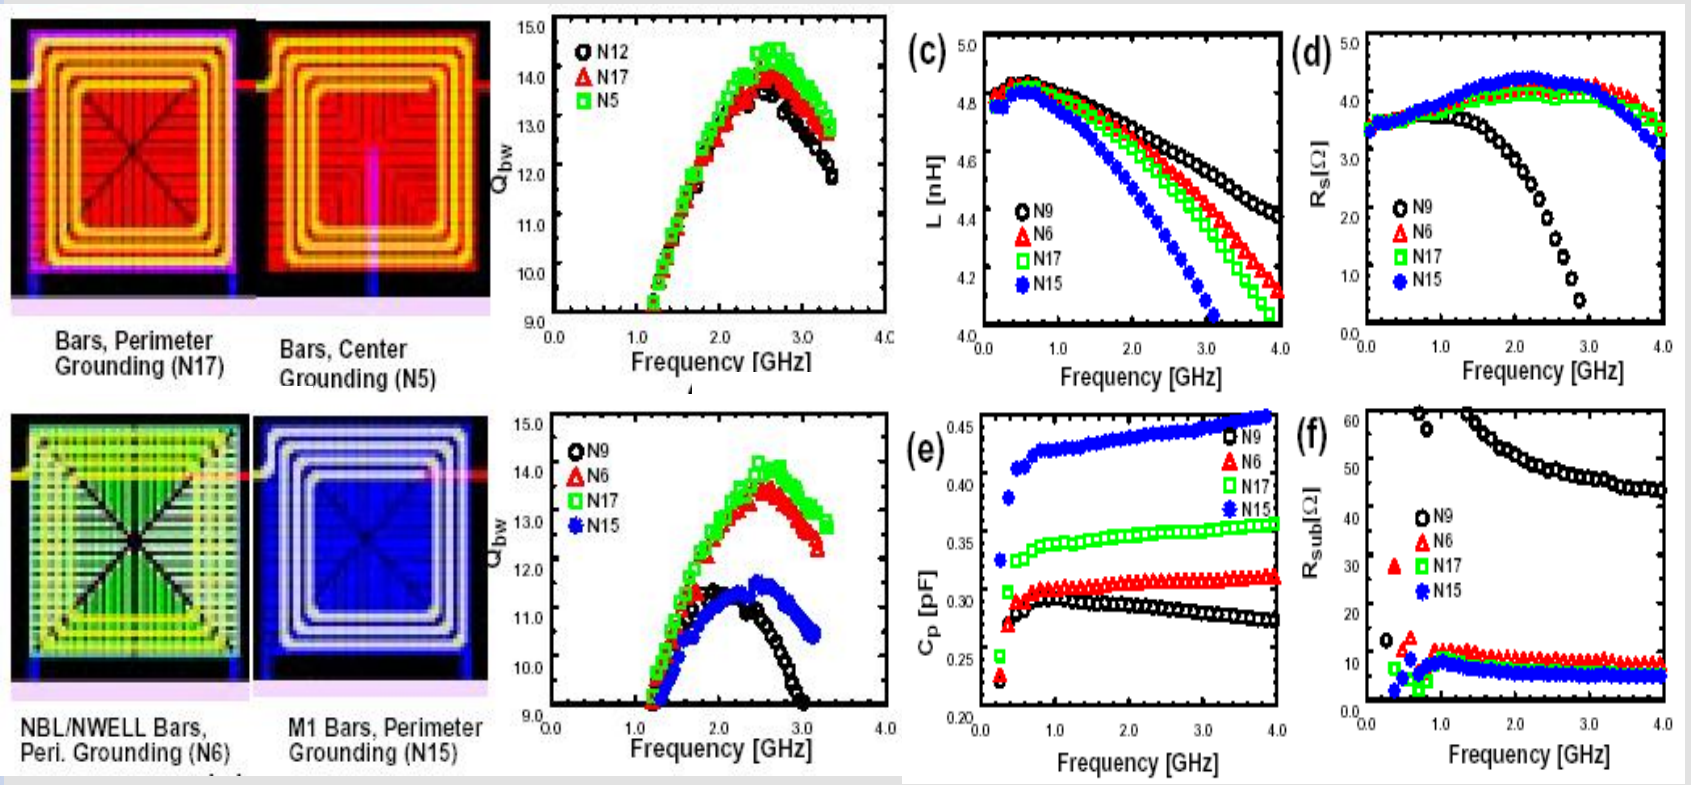 Bars, Perimeter
Grounding (N17)
Bars, Center
Grounding (N5)
15.0
14.0
13.0
12.0
11.0
10.0
9.0
Qbw
N12
N17
N5
0.0 1.0 2.0 3.0 4.0
Frequency [GHz]
(c)
5.0
4.8
4.6
4.4
4.2
4.0
L [nH]
N9
N6
N17
N15
0.0 1.0 2.0 3.0 4.0
Frequency [GHz]
(d)
5.0
4.0
3.0
2.0
1.0
0.0
Rs[Ω]
N9
N6
N17
N15
0.0 1.0 2.0 3.0 4.0
Frequency [GHz]
NBL/NWELL Bars,
Peri. Grounding (N6)
M1 Bars, Perimeter
Grounding (N15)
15.0
14.0
13.0
12.0
11.0
10.0
9.0
Qbw
N9
N6
N17
N15
0.0 1.0 2.0 3.0 4.0
Frequency [GHz]
(e)
0.45
0.40
0.35
0.30
0.25
0.20
Cp [pF]
N9
N6
N17
N15
0.0 1.0 2.0 3.0 4.0
Frequency [GHz]
(f)
60
50
40
30
20
10
0.0
Rsub[Ω]
N9
N6
N17
N15
0.0 1.0 2.0 3.0 4.0
Frequency [GHz]